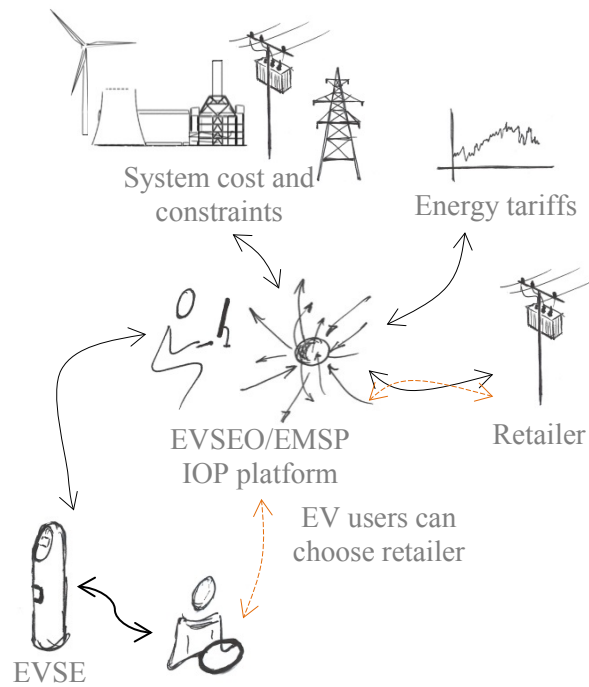 System cost and
constraints
Energy tariffs
EVSEO/EMSP
IOP platform
Retailer
EV users can
choose retailer
EVSE